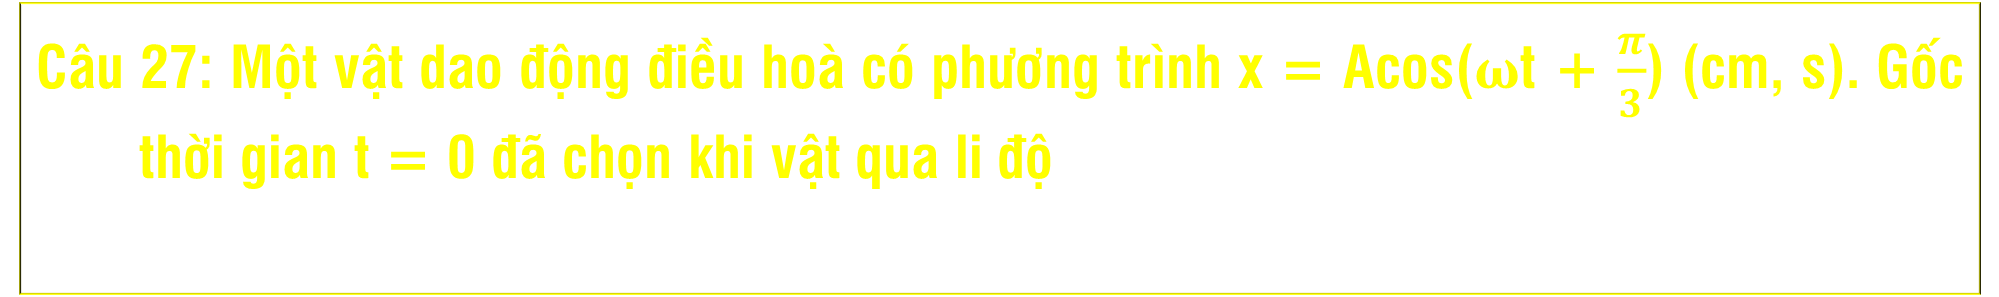 Câu 27: Một vật dao động điều hoà có phương trình x = Acos(ωt + π/3) (cm, s). Gốc
thời gian t = 0 đã chọn khi vật qua li độ